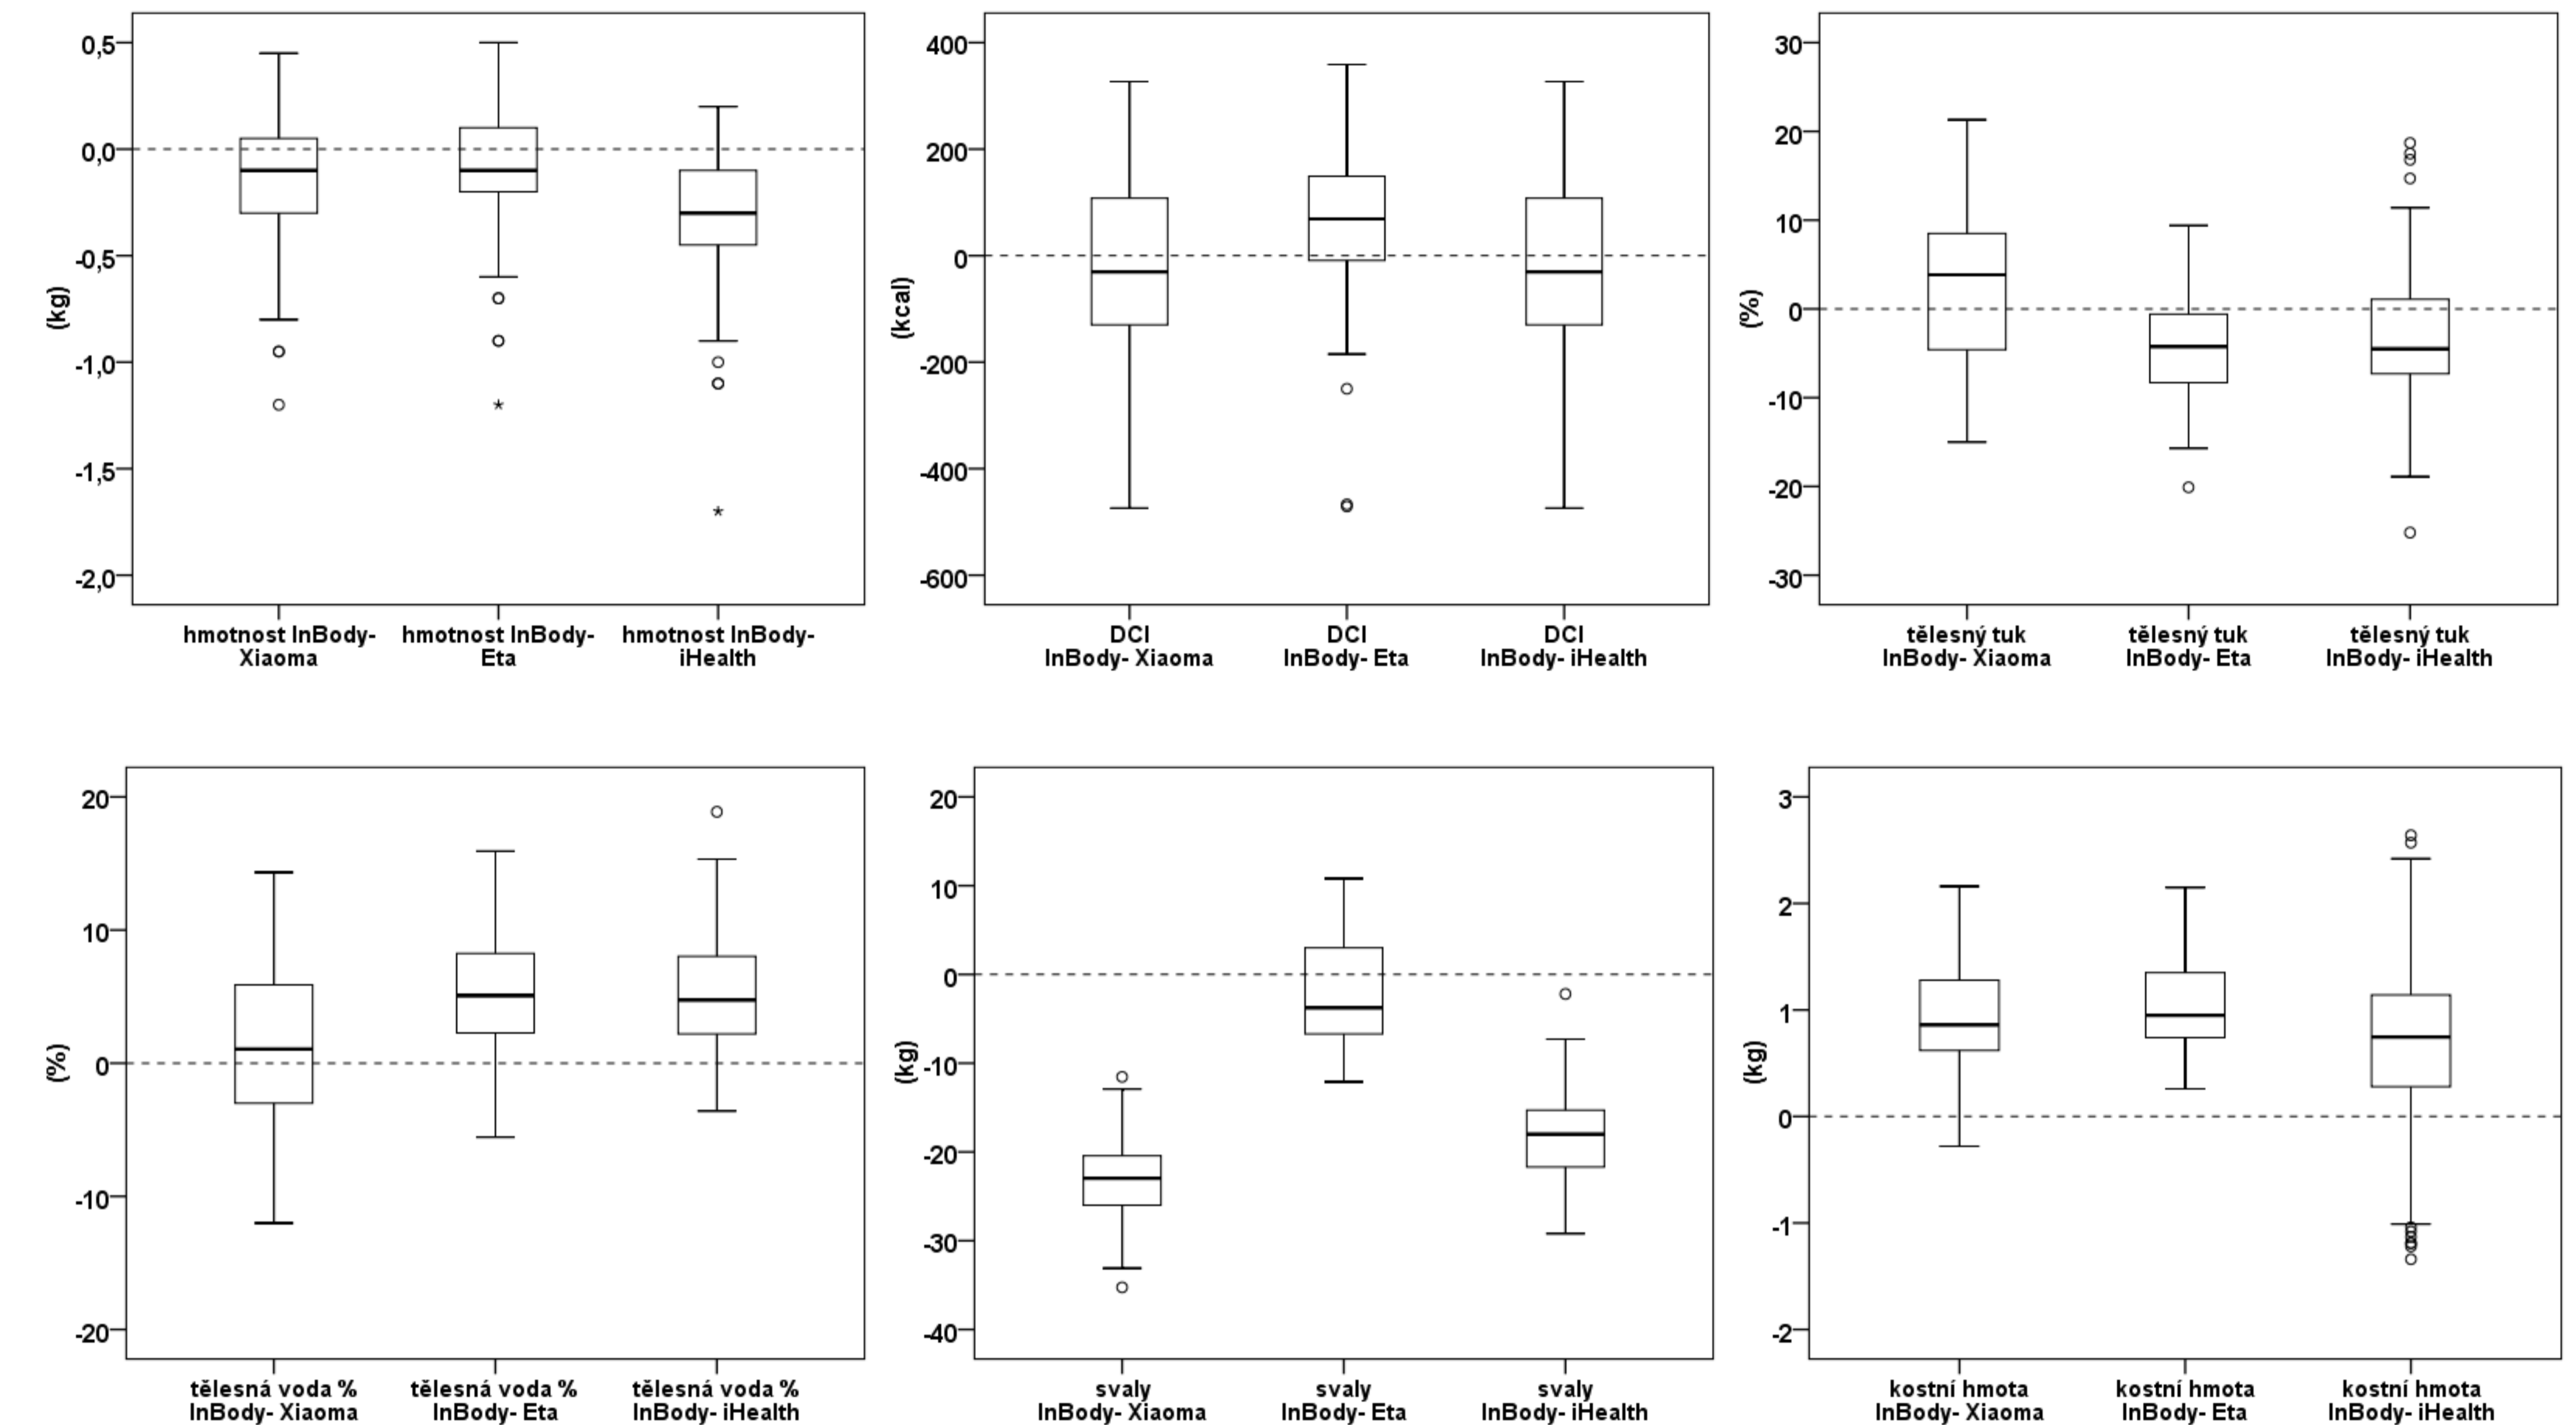 0,5
0,0
-0,5
-1,0
-1,5
-2,0
(kg)
hmotnost InBody-
Xiaoma
hmotnost InBody-
Eta
hmotnost InBody-
iHealth
400
200
0
-200
-400
-600
(kcal)
DCI
InBody- Xiaoma
DCI
InBody- Eta
DCI
InBody- iHealth
30
20
10
0
-10
-20
-30
(%)
tělesný tuk
InBody- Xiaoma
tělesný tuk
InBody- Eta
tělesný tuk
InBody- iHealth
20
10
0
-10
-20
(%)
tělesná voda %
InBody- Xiaoma
tělesná voda %
InBody- Eta
tělesná voda %
InBody- iHealth
20
10
0
-10
-20
-30
-40
(kg)
svaly
InBody- Xiaoma
svaly
InBody- Eta
svaly
InBody- iHealth
3
2
1
0
-1
-2
(kg)
kostní hmota
InBody- Xiaoma
kostní hmota
InBody- Eta
kostní hmota
InBody- iHealth